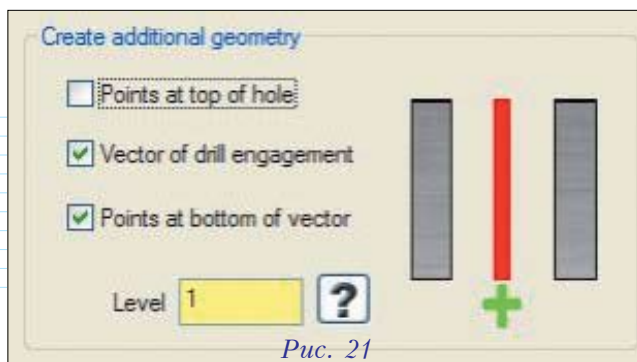 Create additional geometry
Points at top of hole
Vector of drill engagement
Points at bottom of vector
Level 1 ?
Рис. 21